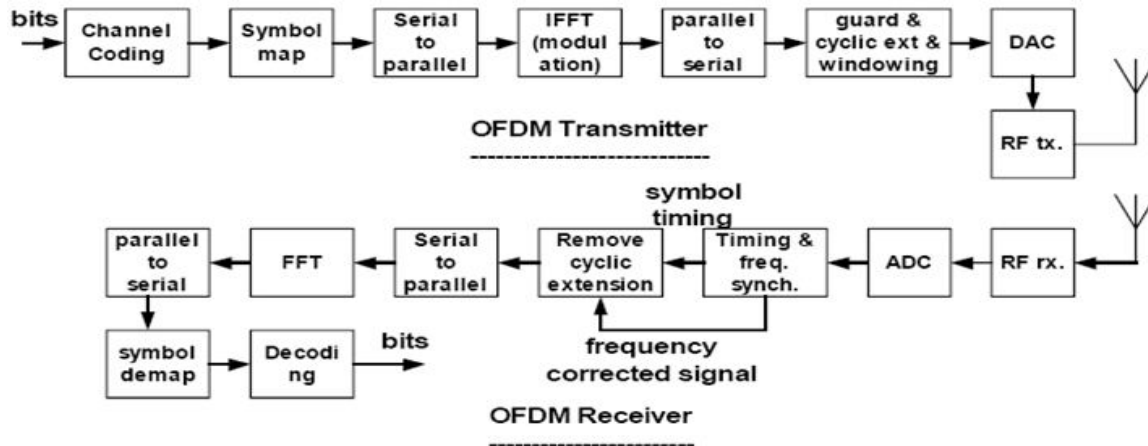 bits
Channel
Coding
Symbol
map
Serial
to
parallel
IFFT
(modul
ation)
parallel
to
serial
guard &
cyclic ext &
windowing
DAC
RF tx.
OFDM Transmitter
----------------------------
symbol
timing
parallel
to
serial
FFT
Serial
to
parallel
Remove
cyclic
extension
Timing &
freq.
synch.
ADC
RF rx.
symbol
demap
Decodi
ng
bits
frequency
corrected signal
OFDM Receiver
------------------------